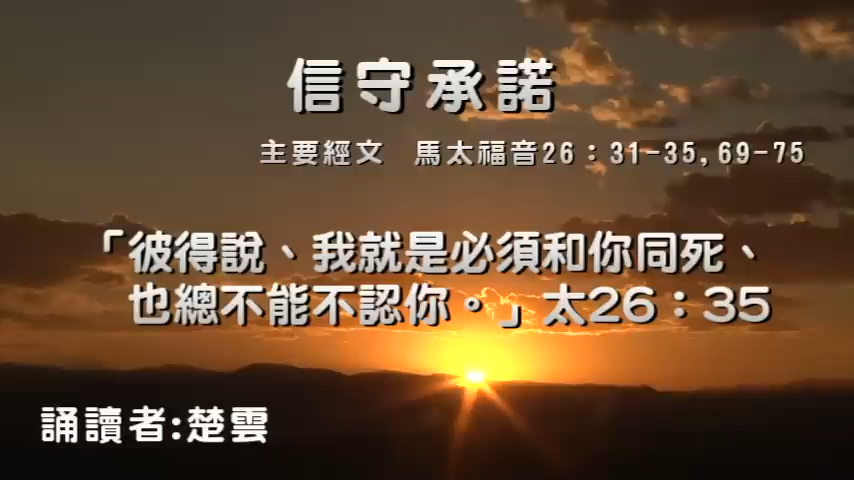 信守承諾
主要經文 馬太福音26：31-35,69-75
「彼得說、我就是必須和你同死、
也總不能不認你。」太26：35
誦讀者:楚雲